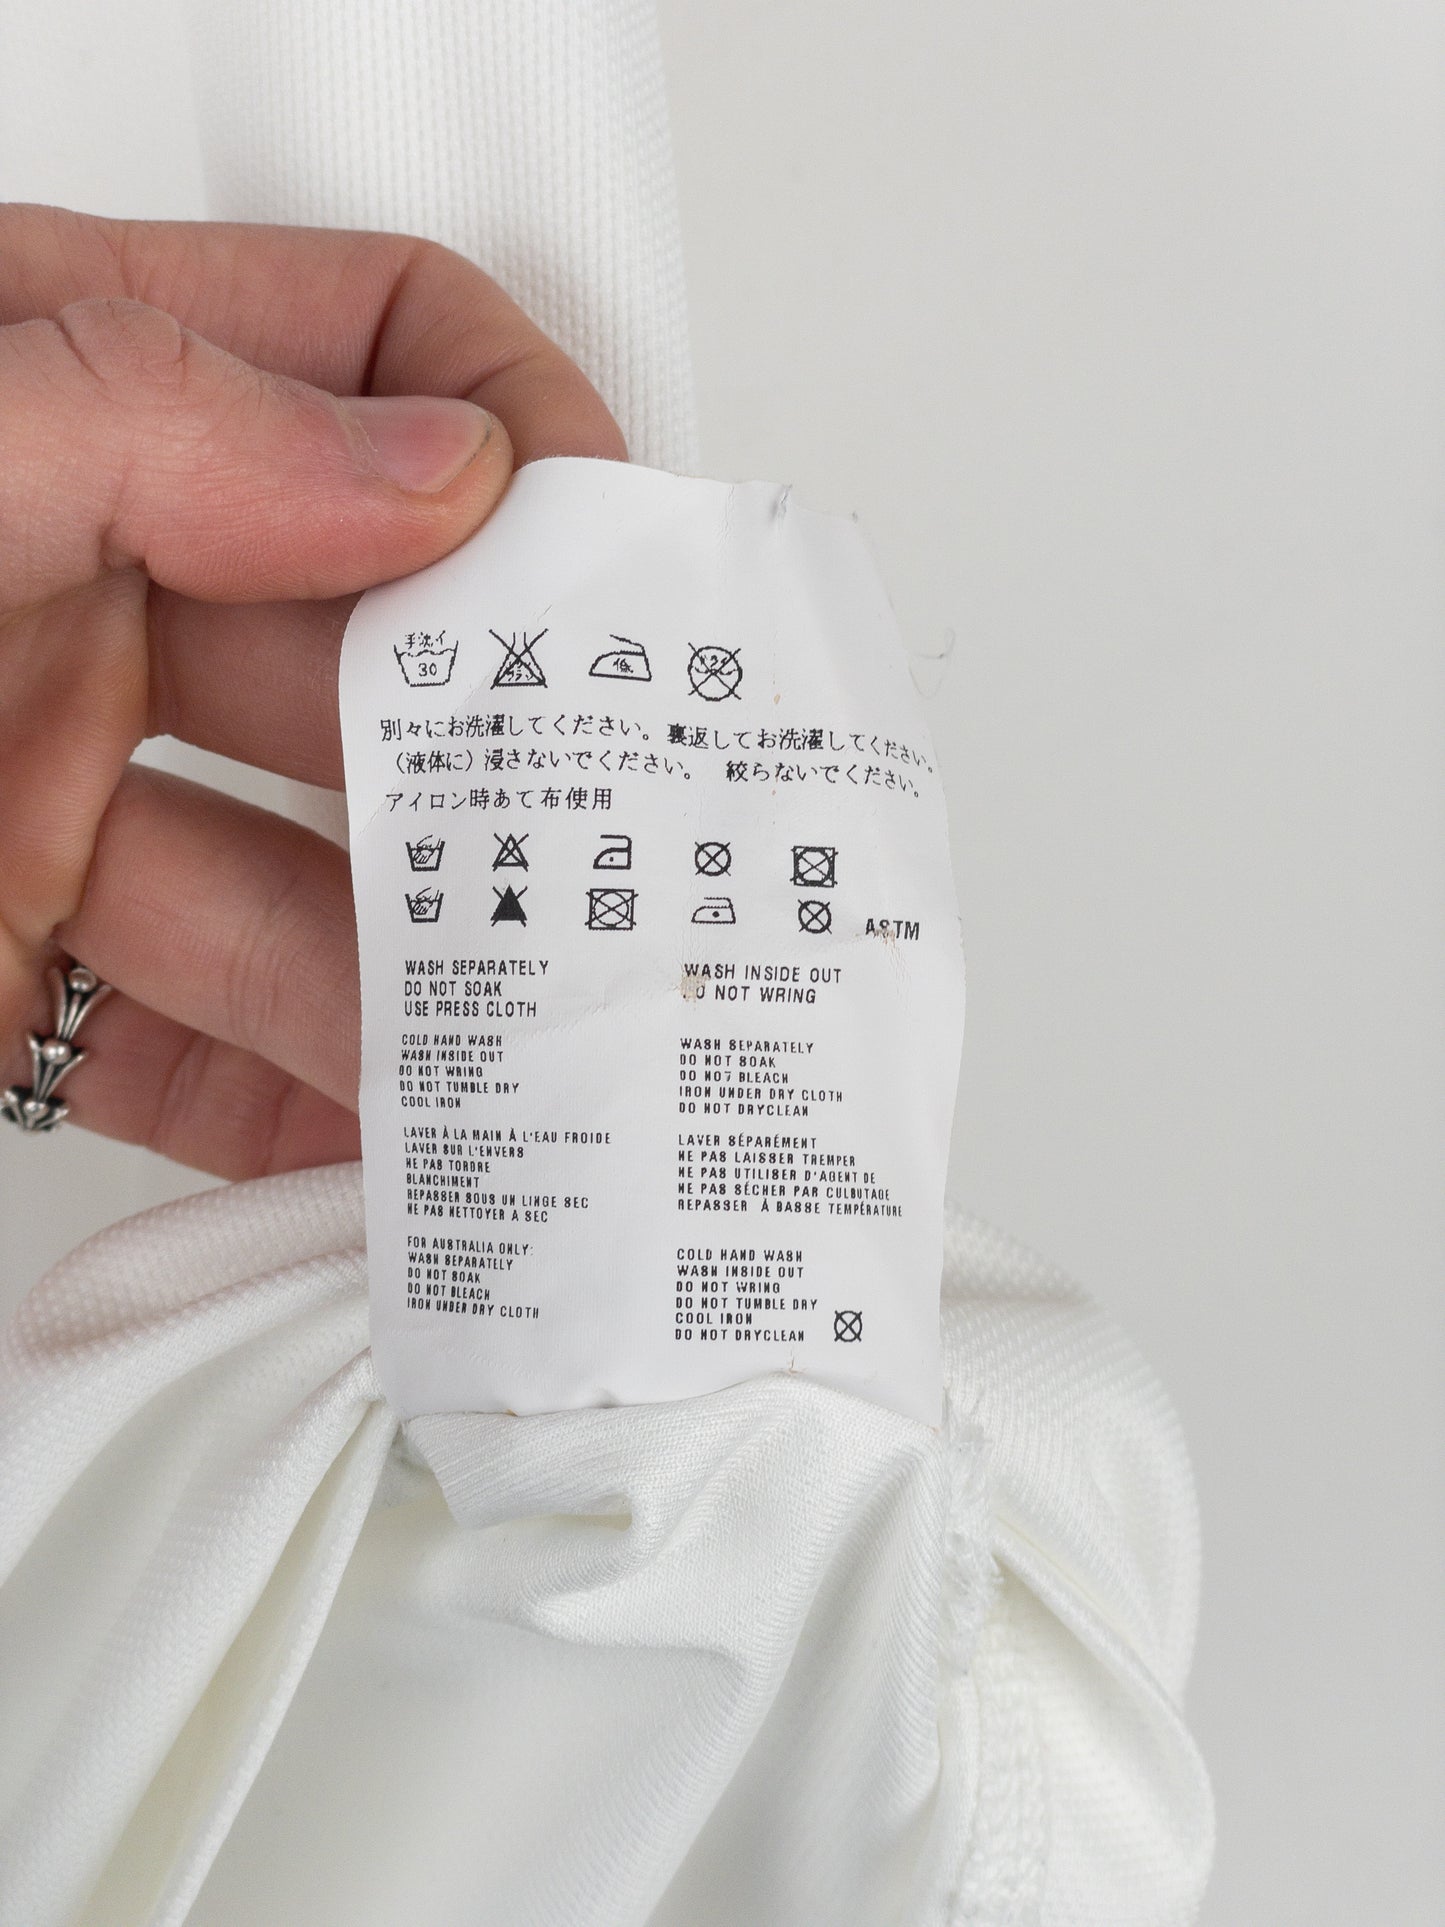 手洗イ
30
低
別々にお洗濯してください。 裏返してお洗濯してください。
（液体に）浸さないでください。 絞らないでください。
アイロン時あて布使用
ASTM
WASH SEPARATELY
DO NOT SOAK
USE PRESS CLOTH
WASH INSIDE OUT
DO NOT WRING
COLD HAND WASH
WASH INSIDE OUT
DO NOT WRING
DO NOT TUMBLE DRY
COOL IRON
WASH SEPARATELY
DO NOT SOAK
DO NOT BLEACH
IRON UNDER DRY CLOTH
DO NOT DRYCLEAN
LAVER À LA MAIN À L'EAU FROIDE
LAVER SUR L'ENVERS
NE PAS TORDRE
BLANCHIMENT
REPASSER SOUS UN LINGE SEC
NE PAS NETTOYER A SEC
LAVER SÉPARÉMENT
NE PAS LAISSER TREMPER
NE PAS UTILISER D'AGENT DE
NE PAS SÉCHER PAR CULBUTAGE
REPASSER À BASSE TEMPÉRATURE
FOR AUSTRALIA ONLY:
WASH SEPARATELY
DO NOT SOAK
DO NOT BLEACH
IRON UNDER DRY CLOTH
COLD HAND WASH
WASH INSIDE OUT
DO NOT WRING
DO NOT TUMBLE DRY
COOL IRON
DO NOT DRYCLEAN